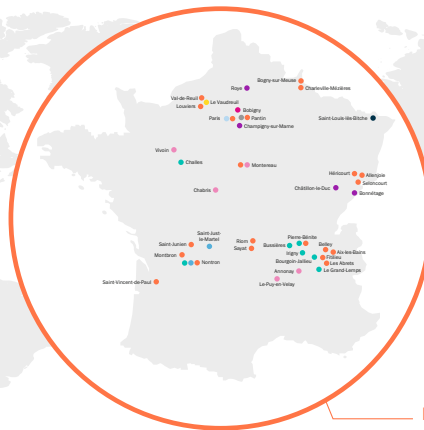 Bogny-sur-Meuse
Roye
Charleville-Mézières
Val-de-Reuil
Le Vaudreuil
Louviers
Bobigny
Paris
Pantin
Saint-Louis-lès-Bitche
Champigny-sur-Marne
Vivoin
Challes
Montereau
Héricourt
Allenjoie
Seloncourt
Châtillon-le-Duc
Bonnétage
Chabris
Saint-Just-
le-Martel
Saint-Junien
Riom
Sayat
Pierre-Bénite
Bussières
Belley
Aix-les-Bains
Irigny
Fitilieu
Bourgoin-Jallieu
Les Abrets
Montbron
Nontron
Annonay
Le Grand-Lemps
Le Puy-en-Velay
Saint-Vincent-de-Paul